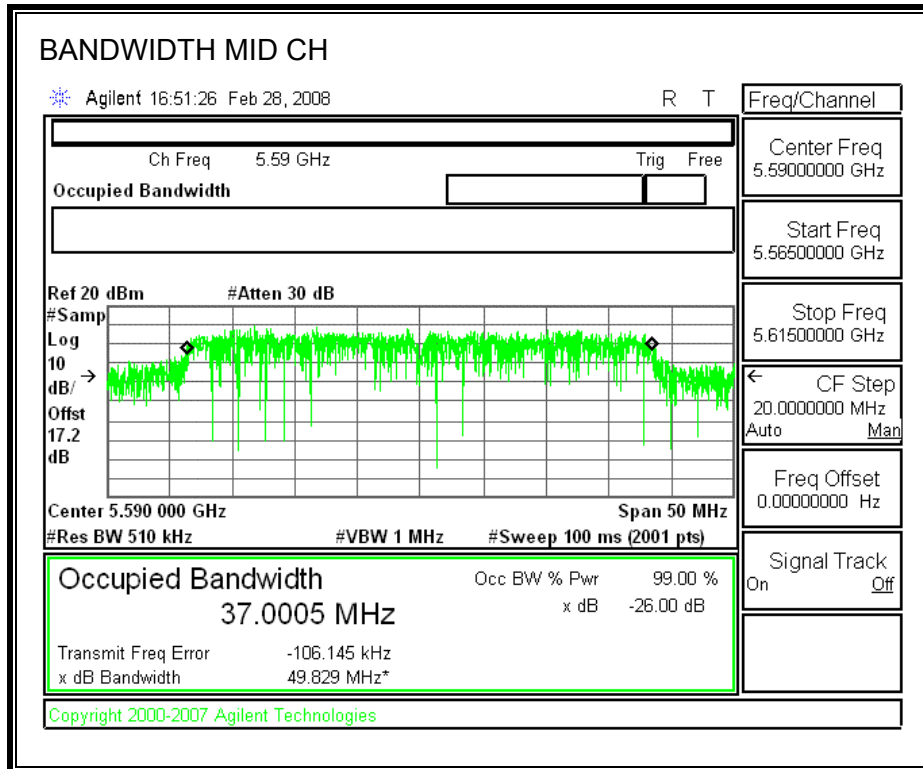 BANDWIDTH MID CH
Agilent 16:51:26 Feb 28, 2008 R T
Freq/Channel
Ch Freq 5.59 GHz Trig Free
Occupied Bandwidth
Center Freq
5.59000000 GHz
Start Freq
5.56500000 GHz
Stop Freq
5.61500000 GHz
CF Step
20.0000000 MHz
Auto Man
Freq Offset
0.00000000 Hz
Signal Track
On Off
Ref 20 dBm #Atten 30 dB
#Samp
Log
10
dB/
Offst
17.2
dB
Center 5.590 000 GHz Span 50 MHz
#Res BW 510 kHz #VBW 1 MHz #Sweep 100 ms (2001 pts)
Occupied Bandwidth
37.0005 MHz
Occ BW % Pwr 99.00 %
x dB -26.00 dB
Transmit Freq Error -106.145 kHz
x dB Bandwidth 49.829 MHz*
Copyright 2000-2007 Agilent Technologies